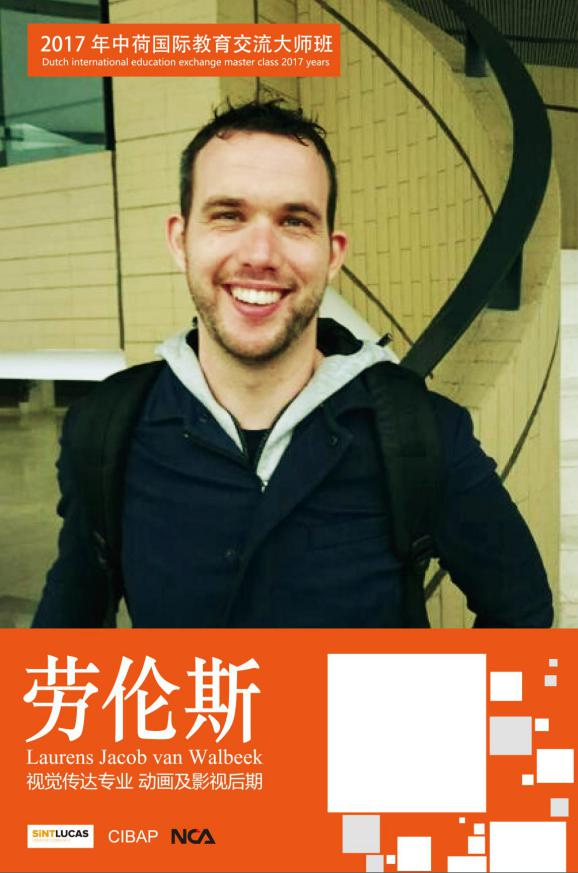 2017 年中荷国际教育交流大师班
Dutch international education exchange master class 2017 years
劳伦斯
Laurens Jacob van Walbeek
视觉传达专业 动画及影视后期
SiNTLUCAS
CIBAP
NCA